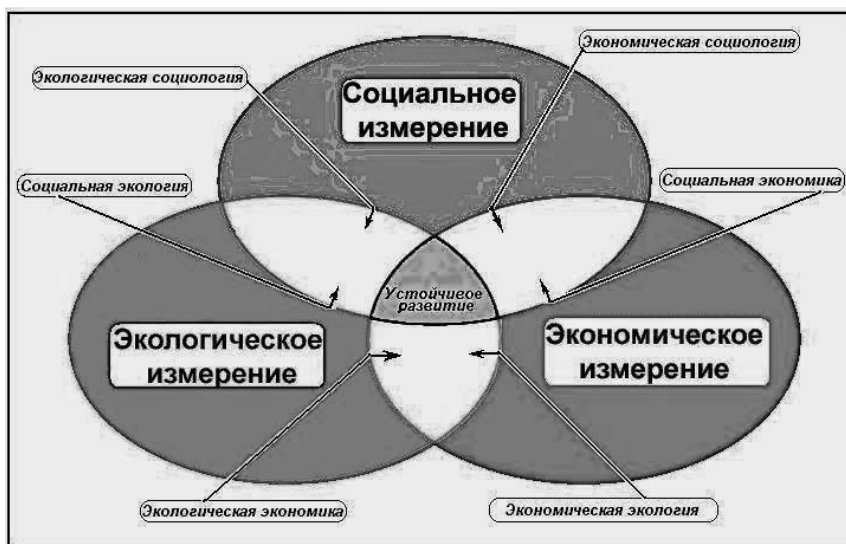 Экономическая социология
Экологическая социология
Социальное
измерение
Социальная экология
Социальная экономика
Устойчивое
развитие
Экологическое
измерение
Экономическое
измерение
Экологическая экономика
Экономическая экология